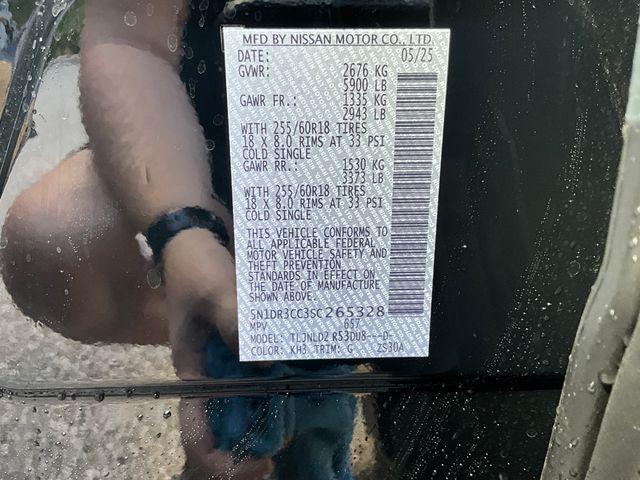 MFD BY NISSAN MOTOR CO., LTD.
DATE: 05/25
GVWR: 2676 KG
5900 LB
GAWR FR.: 1335 KG
2943 LB
WITH 255/60R18 TIRES
18 X 8.0 RIMS AT 33 PSI
COLD SINGLE
GAWR RR.: 1530 KG
3373 LB
WITH 255/60R18 TIRES
18 X 8.0 RIMS AT 33 PSI
COLD SINGLE
THIS VEHICLE CONFORMS TO
ALL APPLICABLE FEDERAL
MOTOR VEHICLE SAFETY AND
THEFT PREVENTION
STANDARDS IN EFFECT ON
THE DATE OF MANUFACTURE
SHOWN ABOVE.
5N1DR3CC3SC265328
MPV 657
MODEL: TLJNLD2 R53DU8---D-
COLOR: KH3 TRIM: G ZS30A